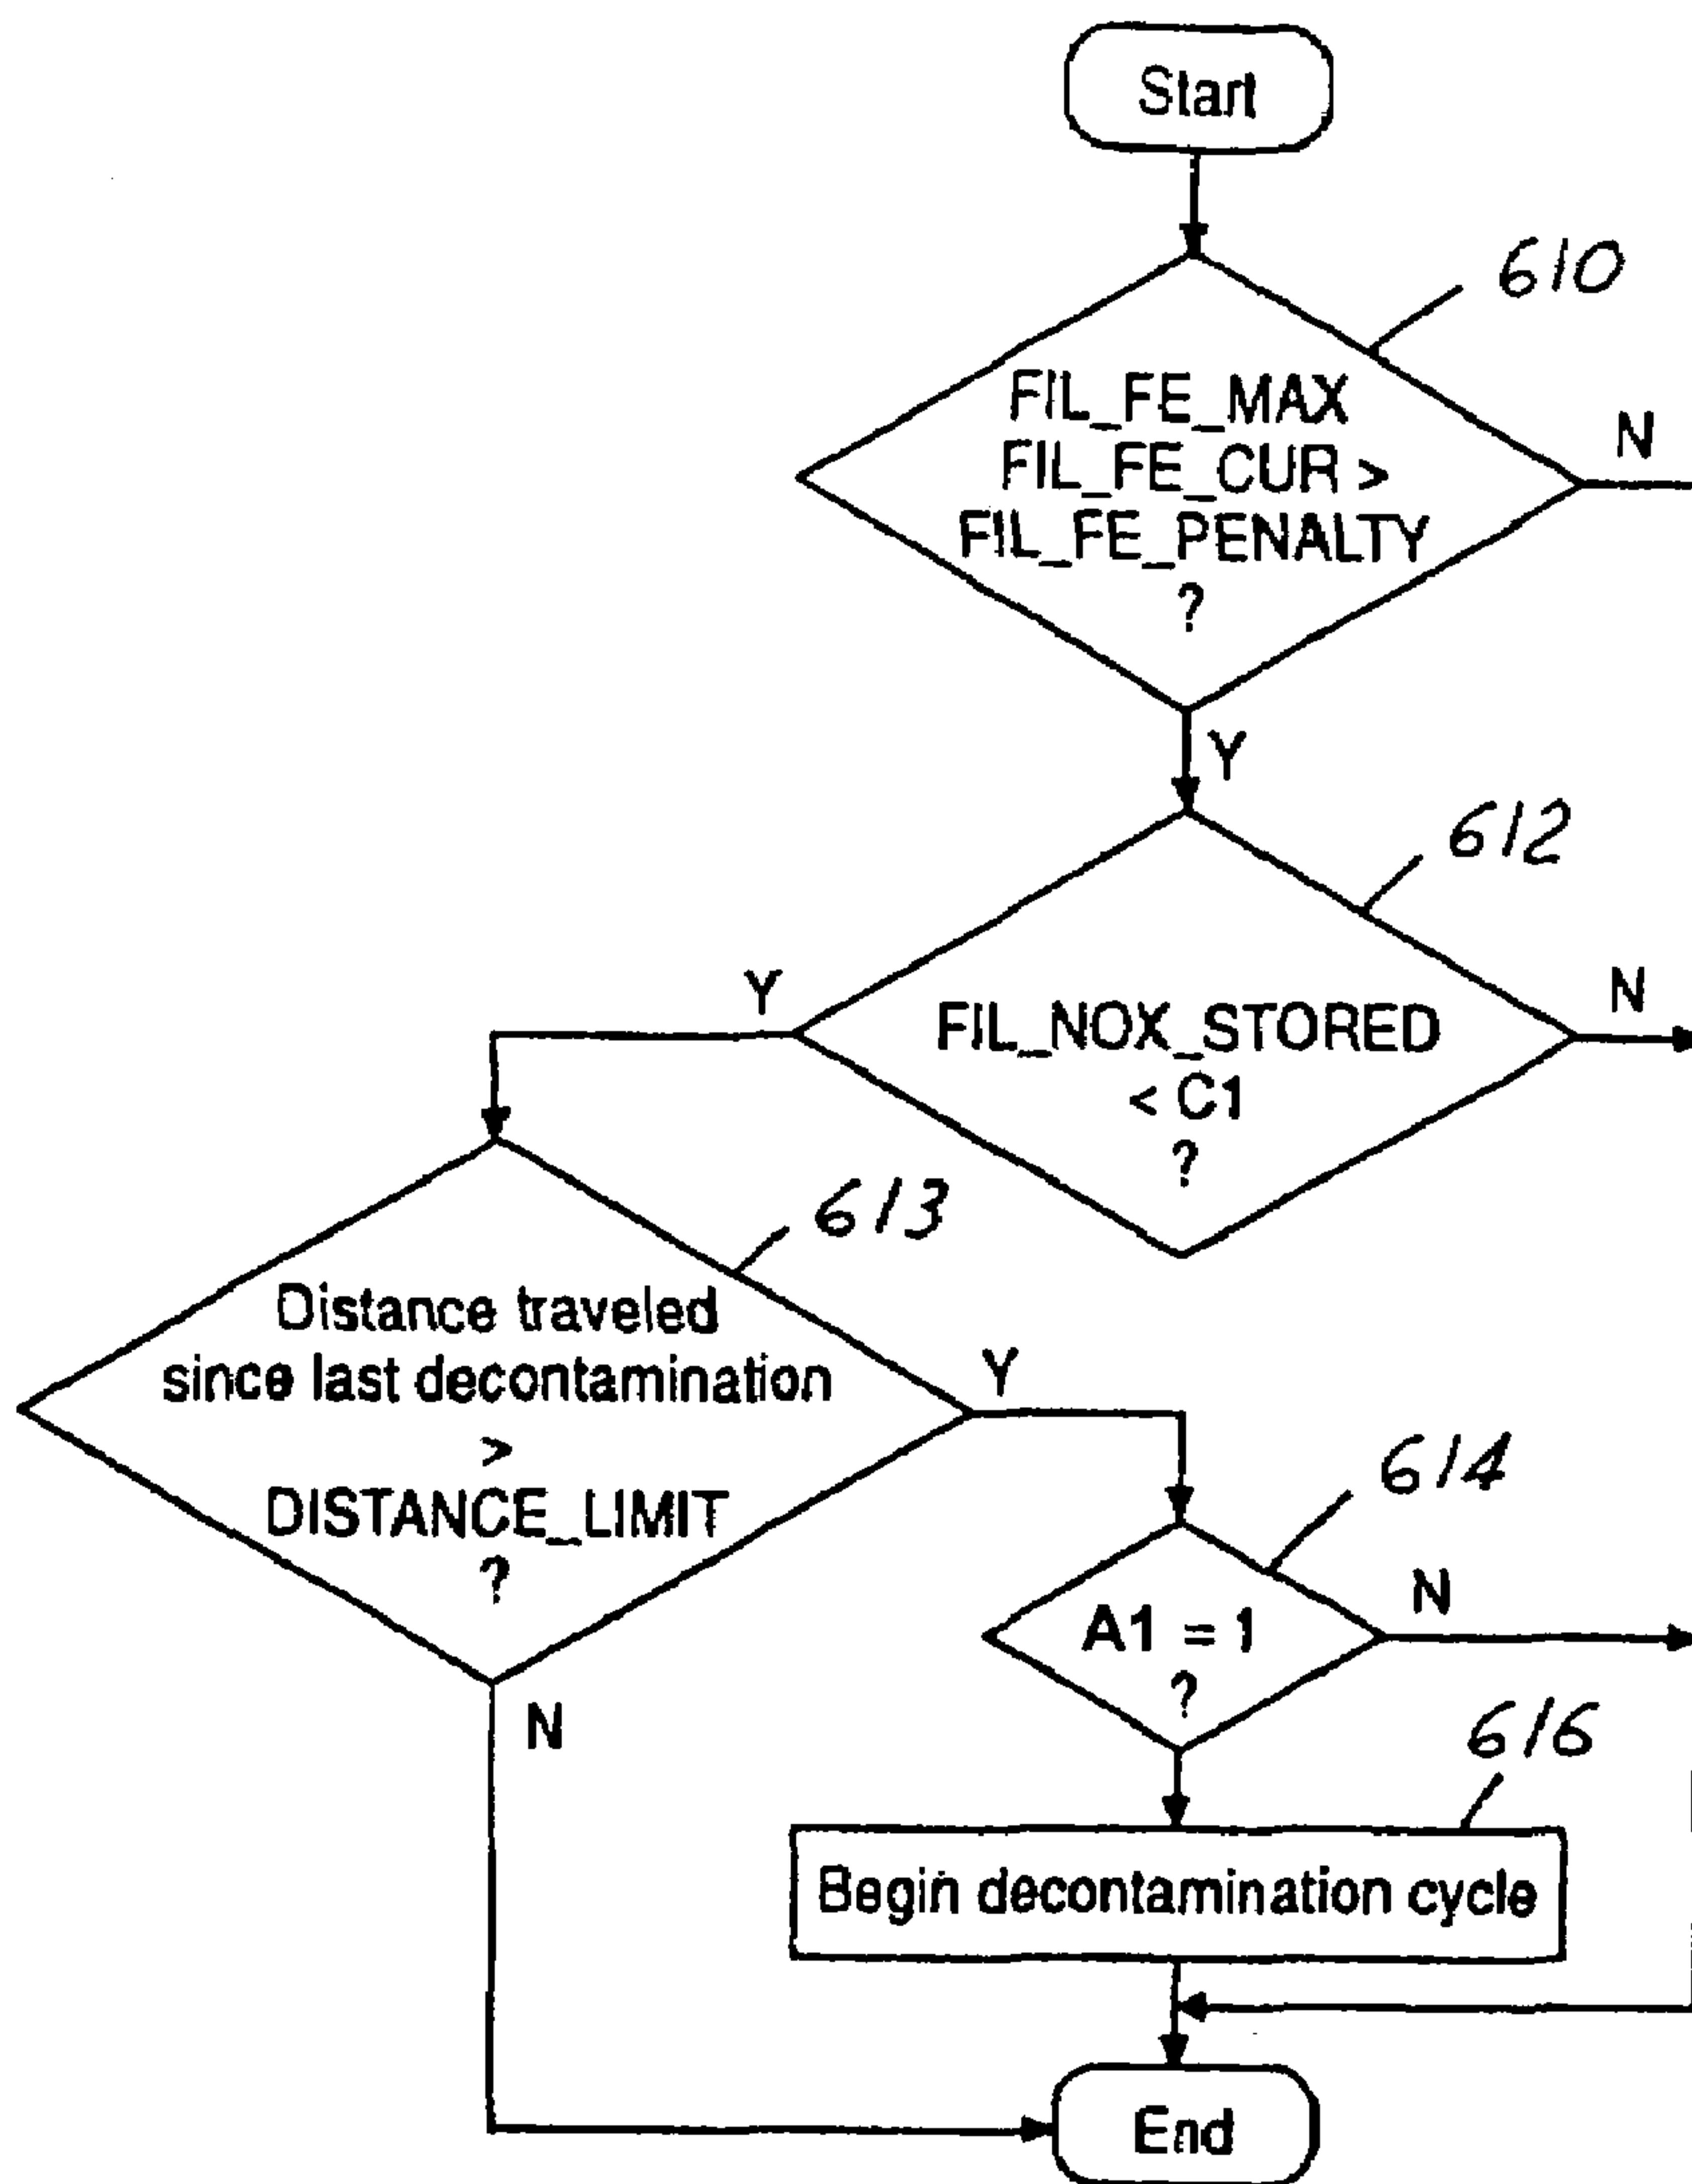 Start
610
FIL_FE_MAX
FIL_FE_CUR >
FIL_FE_PENALTY
?
N
Y
612
FIL_NOX_STORED
< C1
?
Y
N
613
Distance traveled
since last decontamination
>
DISTANCE_LIMIT
?
Y
N
614
A1 = 1
?
N
616
Begin decontamination cycle
End